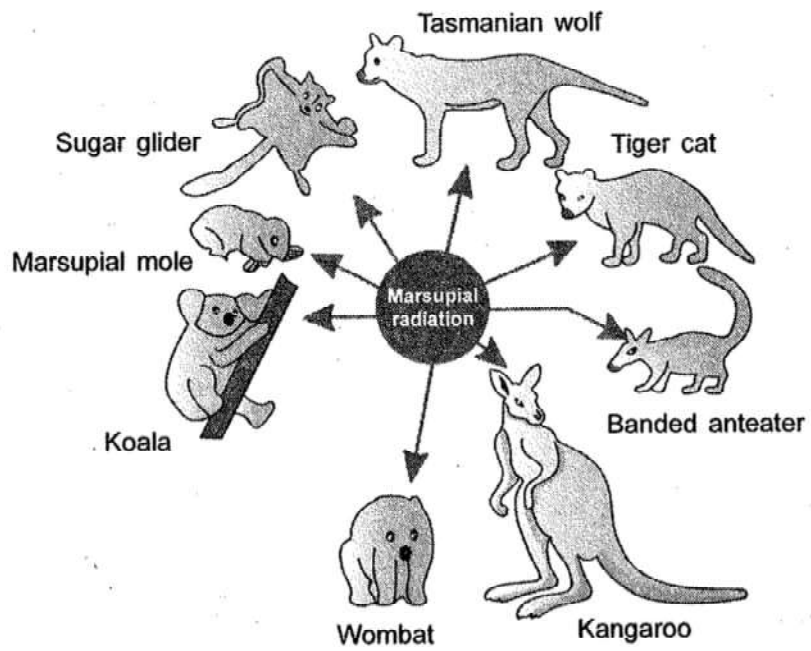 Tasmanian wolf
Sugar glider
Tiger cat
Marsupial mole
Marsupial
radiation
Koala
Banded anteater
Wombat
Kangaroo